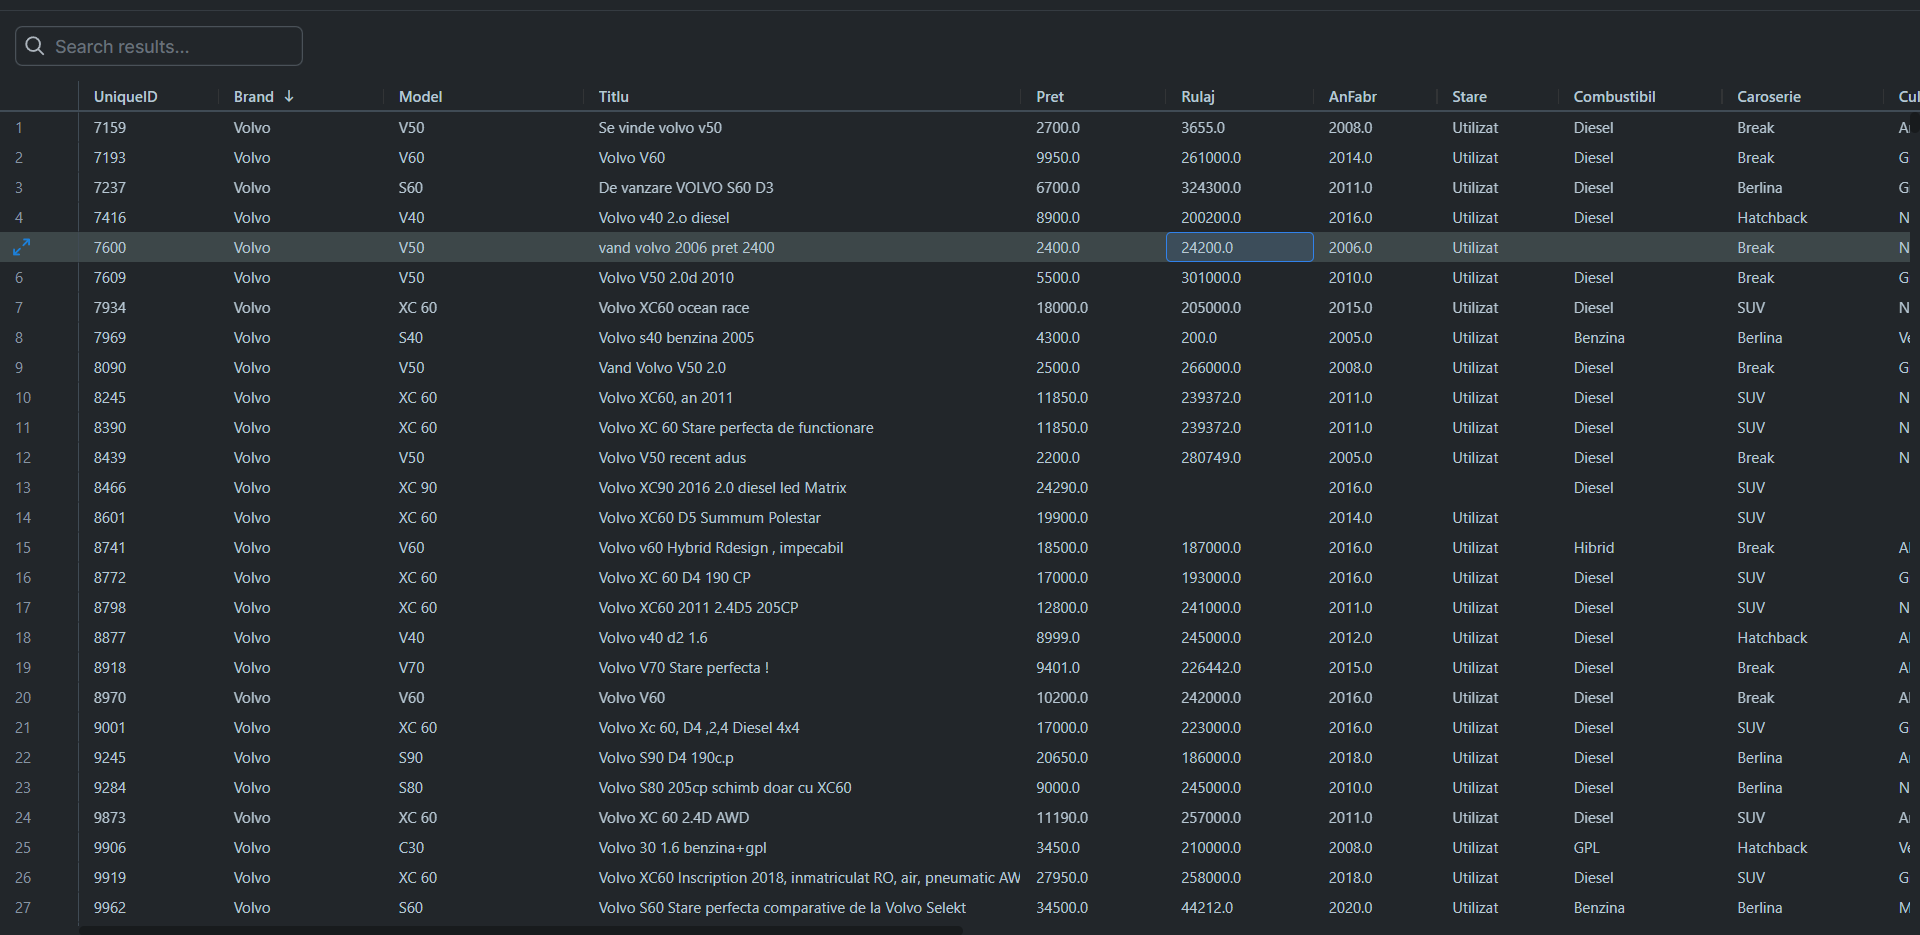 Search results...
UniqueID Brand ↓ Model Titlu Pret Rulaj AnFabr Stare Combustibil Caroserie Cul
1 7159 Volvo V50 Se vinde volvo v50 2700.0 3655.0 2008.0 Utilizat Diesel Break
2 7193 Volvo V60 Volvo V60 9950.0 261000.0 2014.0 Utilizat Diesel Break G
3 7237 Volvo S60 De vanzare VOLVO S60 D3 6700.0 324300.0 2011.0 Utilizat Diesel Berlina G
4 7416 Volvo V40 Volvo v40 2.o diesel 8900.0 200200.0 2016.0 Utilizat Diesel Hatchback N
7600 Volvo V50 vand volvo 2006 pret 2400 2400.0 24200.0 2006.0 Utilizat Break N
6 7609 Volvo V50 Volvo V50 2.0d 2010 5500.0 301000.0 2010.0 Utilizat Diesel Break G
7 7934 Volvo XC 60 Volvo XC60 ocean race 18000.0 205000.0 2015.0 Utilizat Diesel SUV N
8 7969 Volvo S40 Volvo s40 benzina 2005 4300.0 200.0 2005.0 Utilizat Benzina Berlina Ve
9 8090 Volvo V50 Vand Volvo V50 2.0 2500.0 266000.0 2008.0 Utilizat Diesel Break G
10 8245 Volvo XC 60 Volvo XC60, an 2011 11850.0 239372.0 2011.0 Utilizat Diesel SUV N
11 8390 Volvo XC 60 Volvo XC 60 Stare perfecta de functionare 11850.0 239372.0 2011.0 Utilizat Diesel SUV N
12 8439 Volvo V50 Volvo V50 recent adus 2200.0 280749.0 2005.0 Utilizat Diesel Break N
13 8466 Volvo XC 90 Volvo XC90 2016 2.0 diesel led Matrix 24290.0 2016.0 Diesel SUV
14 8601 Volvo XC 60 Volvo XC60 D5 Summum Polestar 19900.0 2014.0 Utilizat SUV
15 8741 Volvo V60 Volvo v60 Hybrid Rdesign , impecabil 18500.0 187000.0 2016.0 Utilizat Hibrid Break
16 8772 Volvo XC 60 Volvo XC 60 D4 190 CP 17000.0 193000.0 2016.0 Utilizat Diesel SUV G
17 8798 Volvo XC 60 Volvo XC60 2011 2.4D5 205CP 12800.0 241000.0 2011.0 Utilizat Diesel SUV N
18 8877 Volvo V40 Volvo v40 d2 1.6 8999.0 245000.0 2012.0 Utilizat Diesel Hatchback
19 8918 Volvo V70 Volvo V70 Stare perfecta ! 9401.0 226442.0 2015.0 Utilizat Diesel Break
20 8970 Volvo V60 Volvo V60 10200.0 242000.0 2016.0 Utilizat Diesel Break
21 9001 Volvo XC 60 Volvo Xc 60, D4 ,2,4 Diesel 4x4 17000.0 223000.0 2016.0 Utilizat Diesel SUV G
22 9245 Volvo S90 Volvo S90 D4 190c.p 20650.0 186000.0 2018.0 Utilizat Diesel Berlina
23 9284 Volvo S80 Volvo S80 205cp schimb doar cu XC60 9000.0 245000.0 2010.0 Utilizat Diesel Berlina N
24 9873 Volvo XC 60 Volvo XC 60 2.4D AWD 11190.0 257000.0 2011.0 Utilizat Diesel SUV
25 9906 Volvo C30 Volvo 30 1.6 benzina+gpl 3450.0 210000.0 2008.0 Utilizat GPL Hatchback Ve
26 9919 Volvo XC 60 Volvo XC60 Inscription 2018, inmatriculat RO, air, pneumatic AW 27950.0 258000.0 2018.0 Utilizat Diesel SUV G
27 9962 Volvo S60 Volvo S60 Stare perfecta comparative de la Volvo Selekt 34500.0 44212.0 2020.0 Utilizat Benzina Berlina M